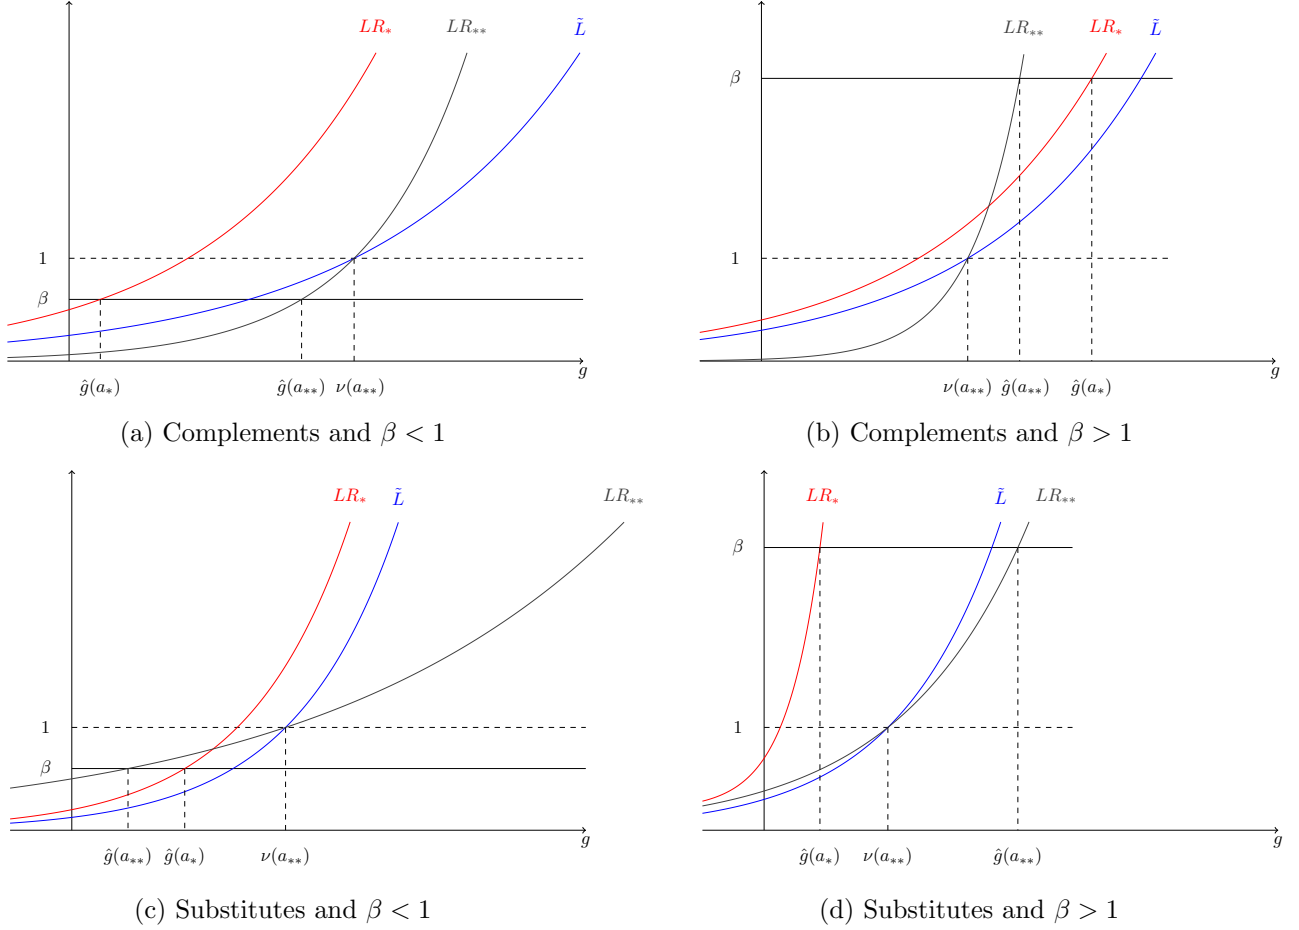 LR** LR* L̃
β
1
ĝ(a*) ĝ(a**) ν(a**) g
(a) Complements and β < 1
LR** LR* L̃
β
1
ν(a**) ĝ(a**) ĝ(a*) g
(b) Complements and β > 1
LR* L̃ LR**
1
β
ĝ(a**) ĝ(a*) ν(a**) g
(c) Substitutes and β < 1
LR* L̃ LR**
β
1
ĝ(a*) ν(a**) ĝ(a**) g
(d) Substitutes and β > 1